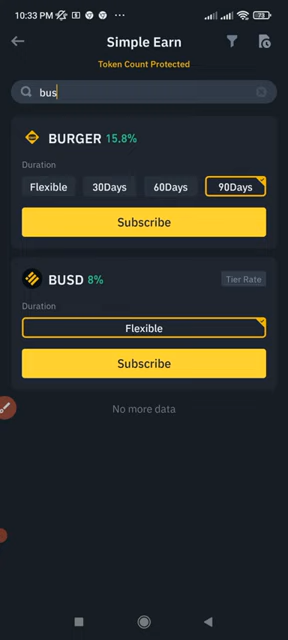 10:33 PM
73
Simple Earn
Token Count Protected
bus
BURGER 15.8%
Duration
Flexible 30Days 60Days 90Days
Subscribe
BUSD 8% Tier Rate
Duration
Flexible
Subscribe
No more data